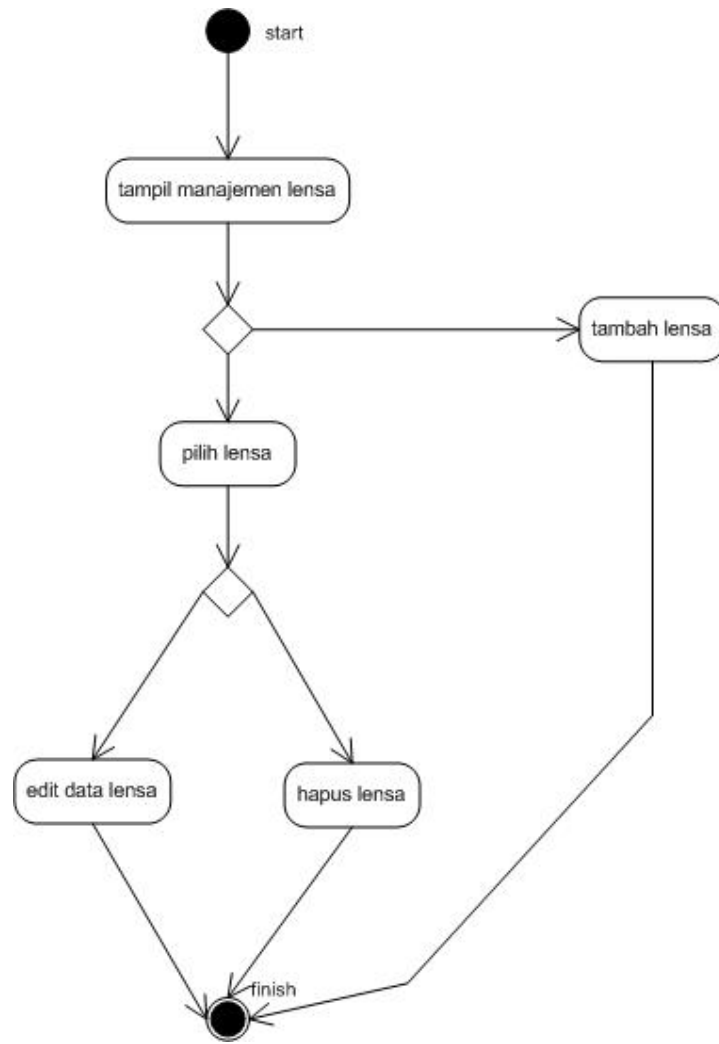 start
tampil manajemen lensa
tambah lensa
pilih lensa
edit data lensa
hapus lensa
finish